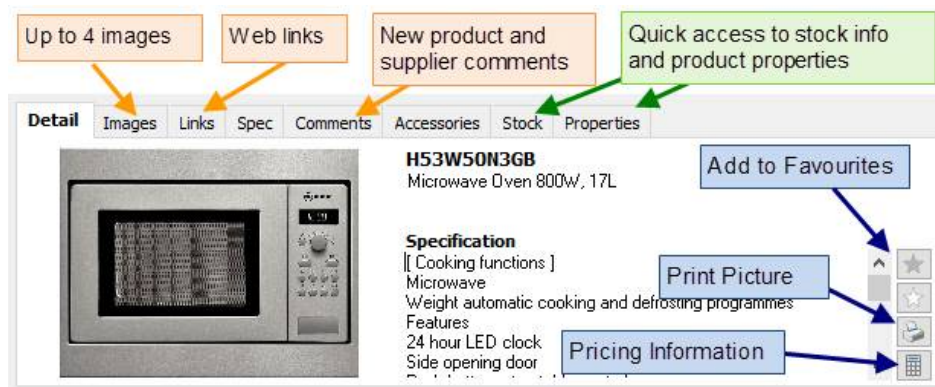 Up to 4 images
Web links
New product and
supplier comments
Quick access to stock info
and product properties
Detail
Images
Links
Spec
Comments
Accessories
Stock
Properties
H53W50N3GB
Microwave Oven 800W, 17L
Add to Favourites
Specification
[ Cooking functions ]
Microwave
Weight automatic cooking and defrosting programmes
Features
24 hour LED clock
Side opening door
Print Picture
Pricing Information